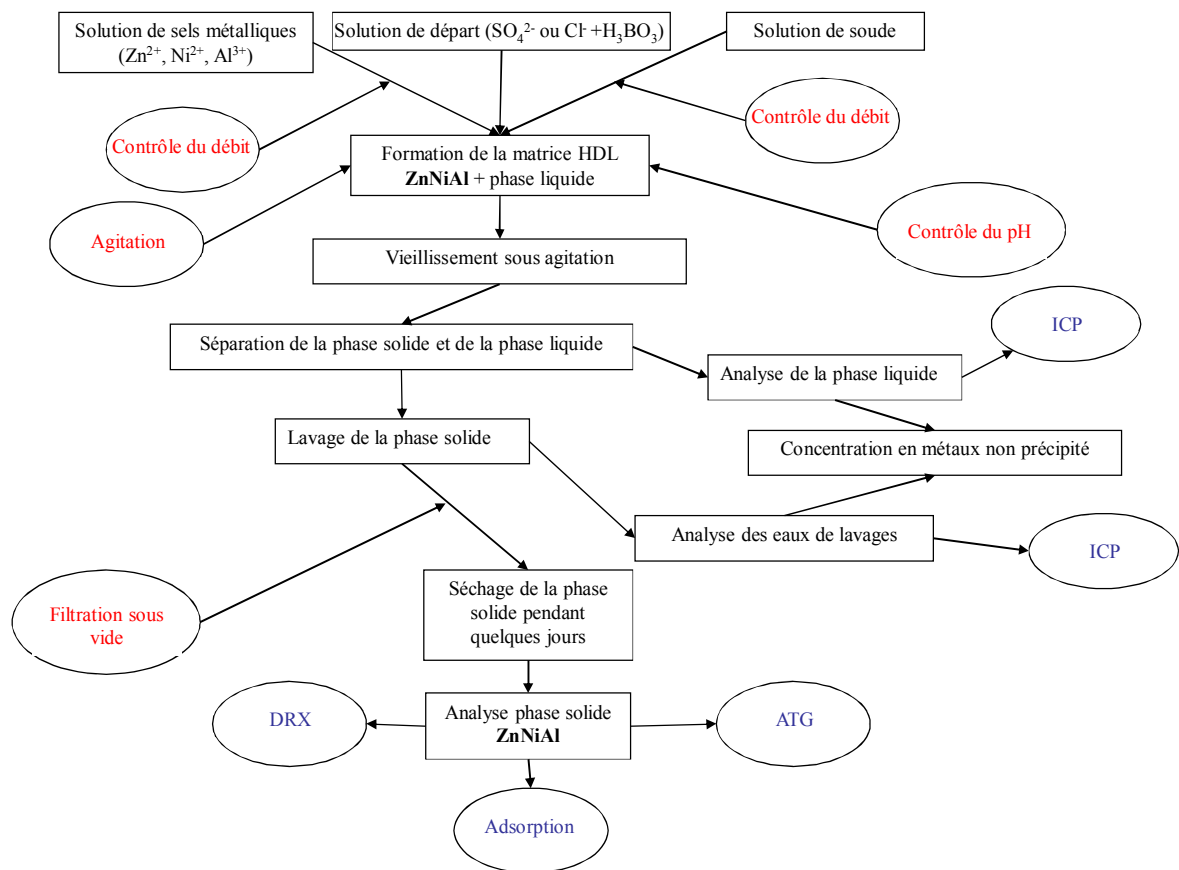 Solution de sels métalliques
(Zn²⁺, Ni²⁺, Al³⁺)
Solution de départ (SO₄²⁻ ou Cl⁻ +H₃BO₃)
Solution de soude
Contrôle du débit
Contrôle du débit
Formation de la matrice HDL
ZnNiAl + phase liquide
Agitation
Contrôle du pH
Vieillissement sous agitation
ICP
Séparation de la phase solide et de la phase liquide
Analyse de la phase liquide
Lavage de la phase solide
Concentration en métaux non précipité
Analyse des eaux de lavages
ICP
Filtration sous
vide
Séchage de la phase
solide pendant
quelques jours
DRX
Analyse phase solide
ZnNiAl
ATG
Adsorption